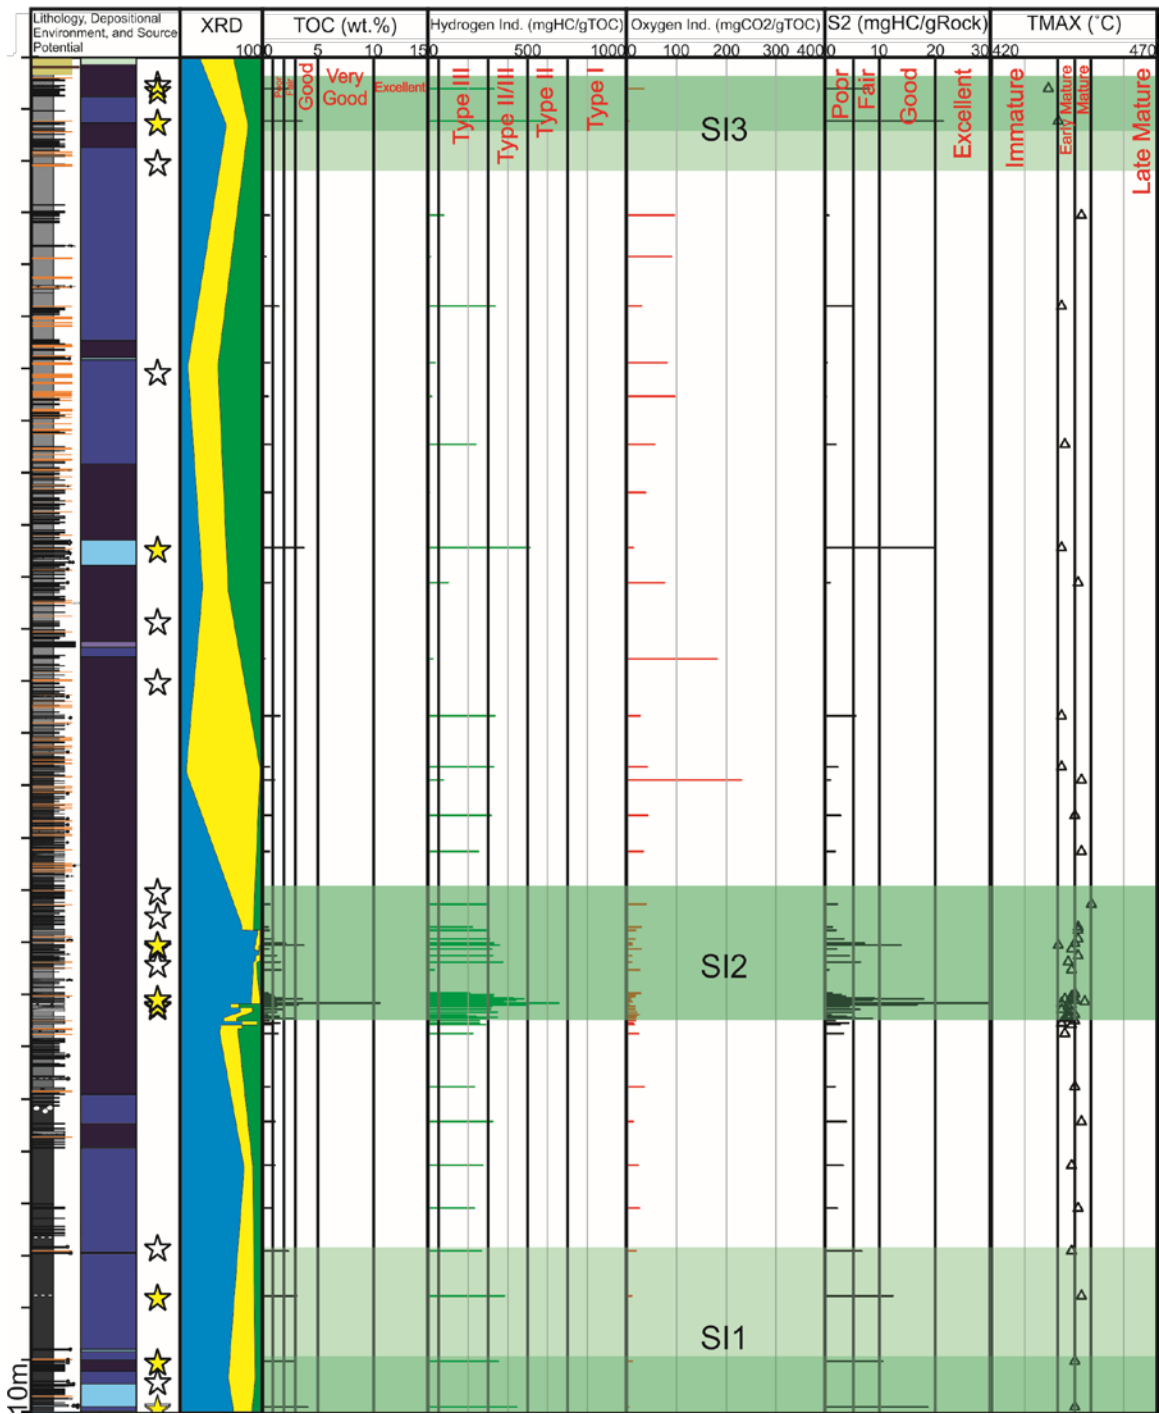 Lithology, Depositional
Environment, and Source
Potential
XRD
TOC (wt.%)
Hydrogen Ind. (mgHC/gTOC)
Oxygen Ind. (mgCO2/gTOC)
S2 (mgHC/gRock)
TMAX (˚C)
100 0 5 10 15 0 500 1000 0 100 200 300 400 0 10 20 30 420 470
Poor
Fair
Good
Very
Good
Excellent
Type III
Type II/III
Type II
Type I
Poor
Fair
Good
Excellent
Immature
Early Mature
Mature
Late Mature
SI3
SI2
SI1
10m